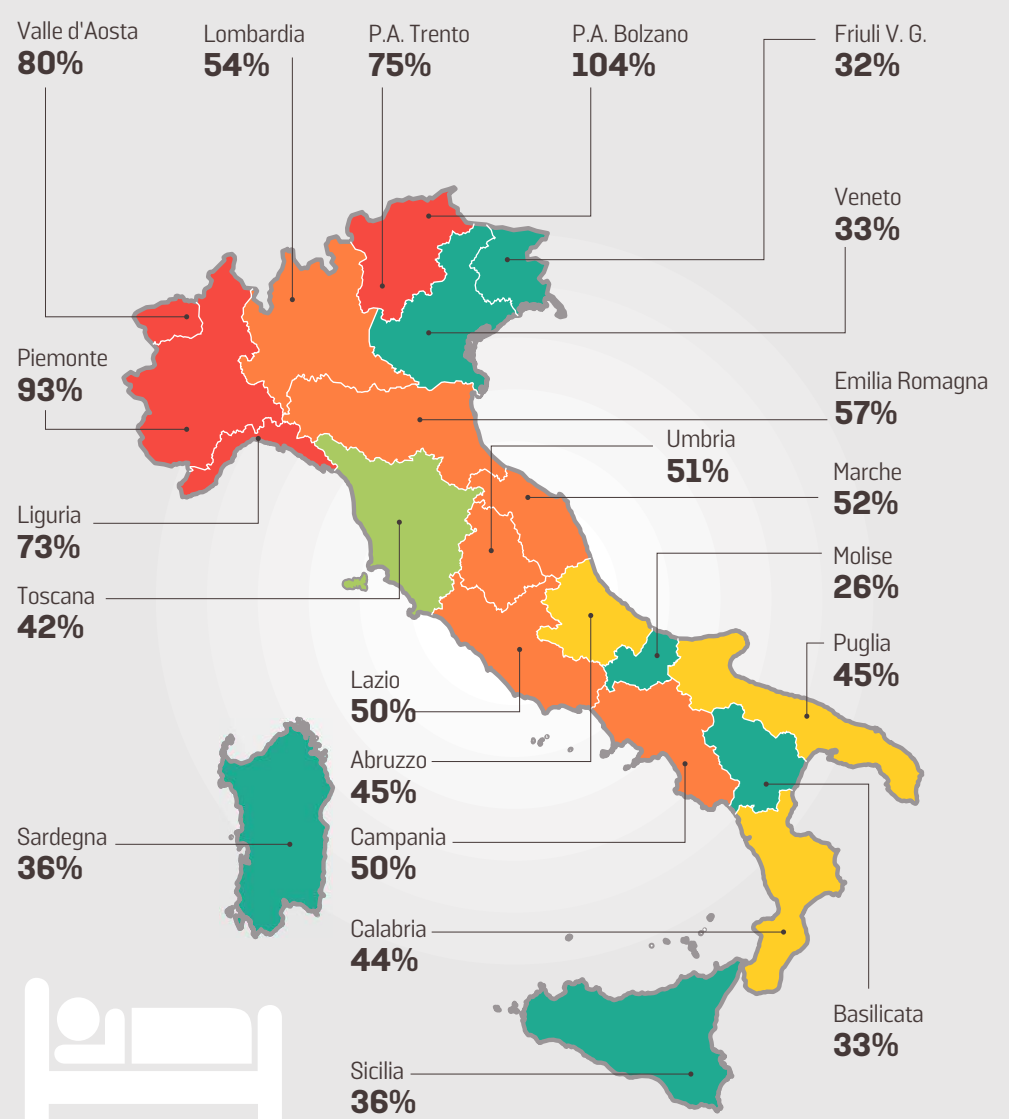 Valle d'Aosta
80%
Lombardia
54%
P.A. Trento
75%
P.A. Bolzano
104%
Friuli V. G.
32%
Veneto
33%
Piemonte
93%
Emilia Romagna
57%
Umbria
51%
Marche
52%
Liguria
73%
Molise
26%
Toscana
42%
Puglia
45%
Lazio
50%
Abruzzo
45%
Sardegna
36%
Campania
50%
Calabria
44%
Basilicata
33%
Sicilia
36%